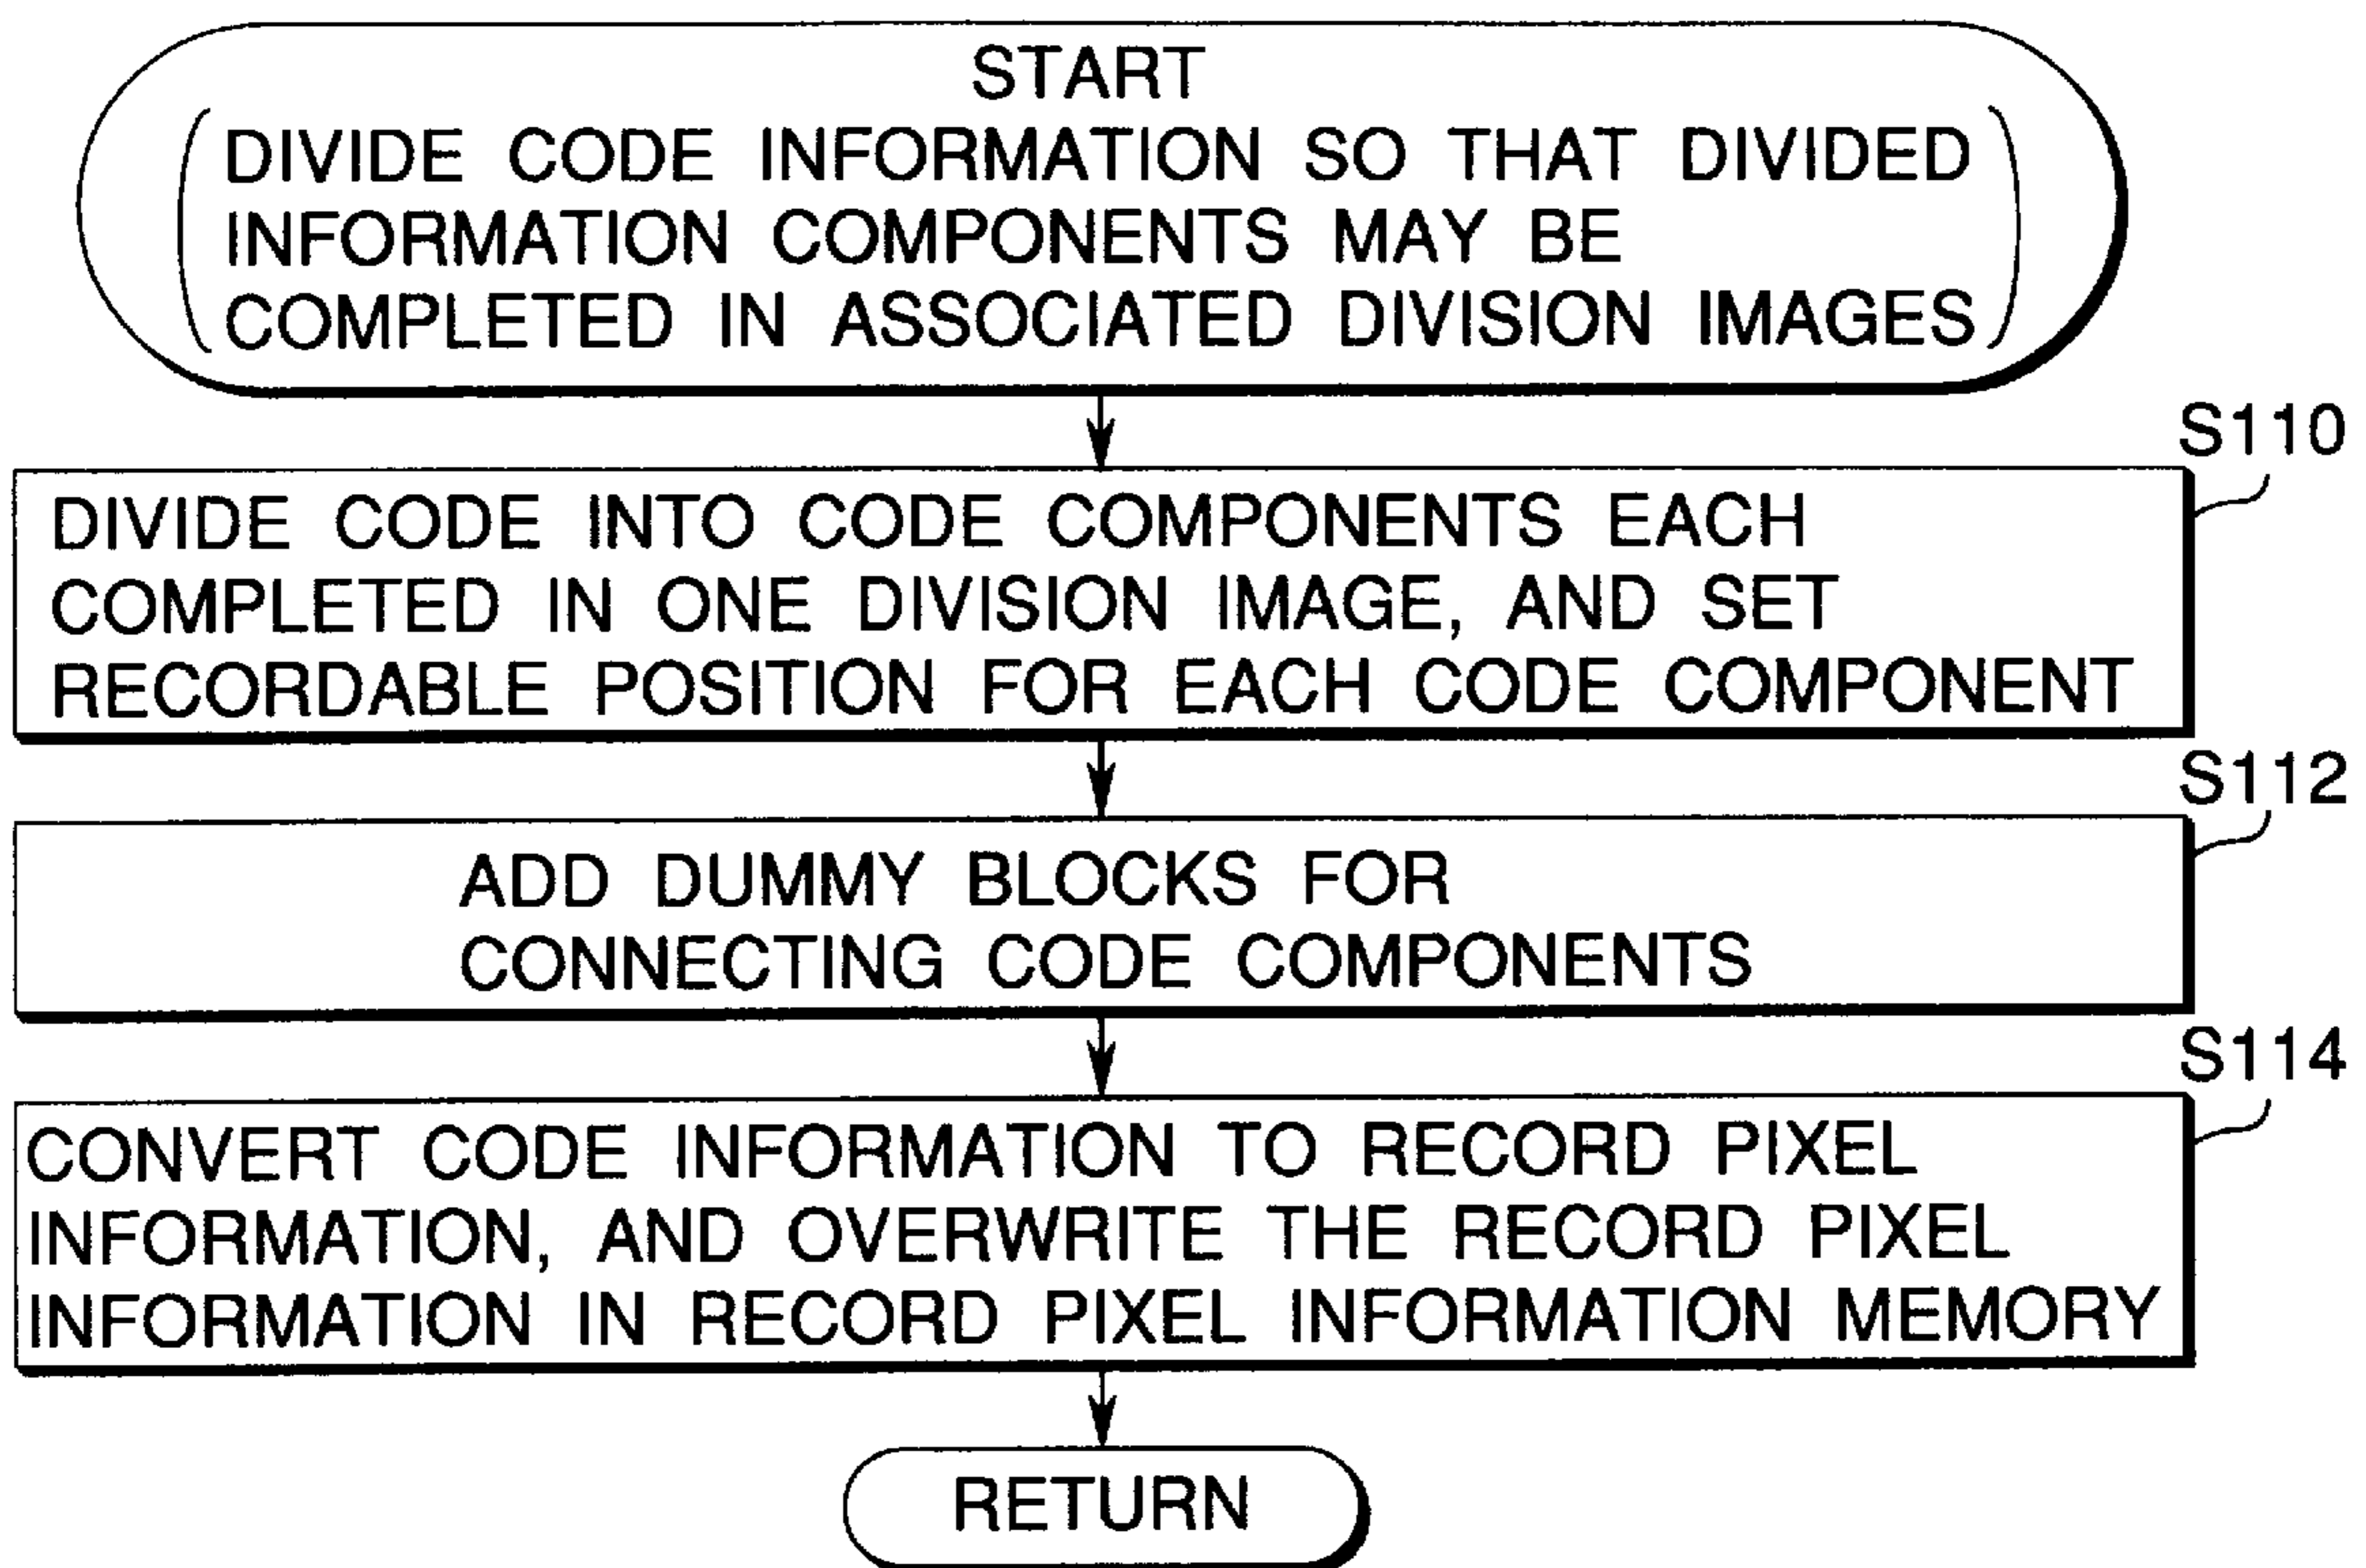 START
DIVIDE CODE INFORMATION SO THAT DIVIDED
INFORMATION COMPONENTS MAY BE
COMPLETED IN ASSOCIATED DIVISION IMAGES
S110
DIVIDE CODE INTO CODE COMPONENTS EACH
COMPLETED IN ONE DIVISION IMAGE, AND SET
RECORDABLE POSITION FOR EACH CODE COMPONENT
S112
ADD DUMMY BLOCKS FOR
CONNECTING CODE COMPONENTS
S114
CONVERT CODE INFORMATION TO RECORD PIXEL
INFORMATION, AND OVERWRITE THE RECORD PIXEL
INFORMATION IN RECORD PIXEL INFORMATION MEMORY
RETURN